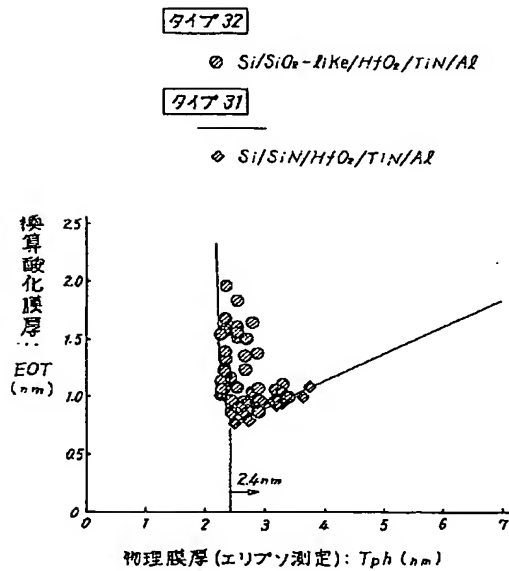 タイプ32
Si/SiO₂-like/HfO₂/TiN/Al
タイプ31
Si/SiN/HfO₂/TiN/Al
換算酸化膜厚…
EOT
(nm)
2.5
2.0
1.5
1.0
0.5
0
2.4nm
0 1 2 3 4 5 6 7
物理膜厚(エリプソ測定): Tph (nm)